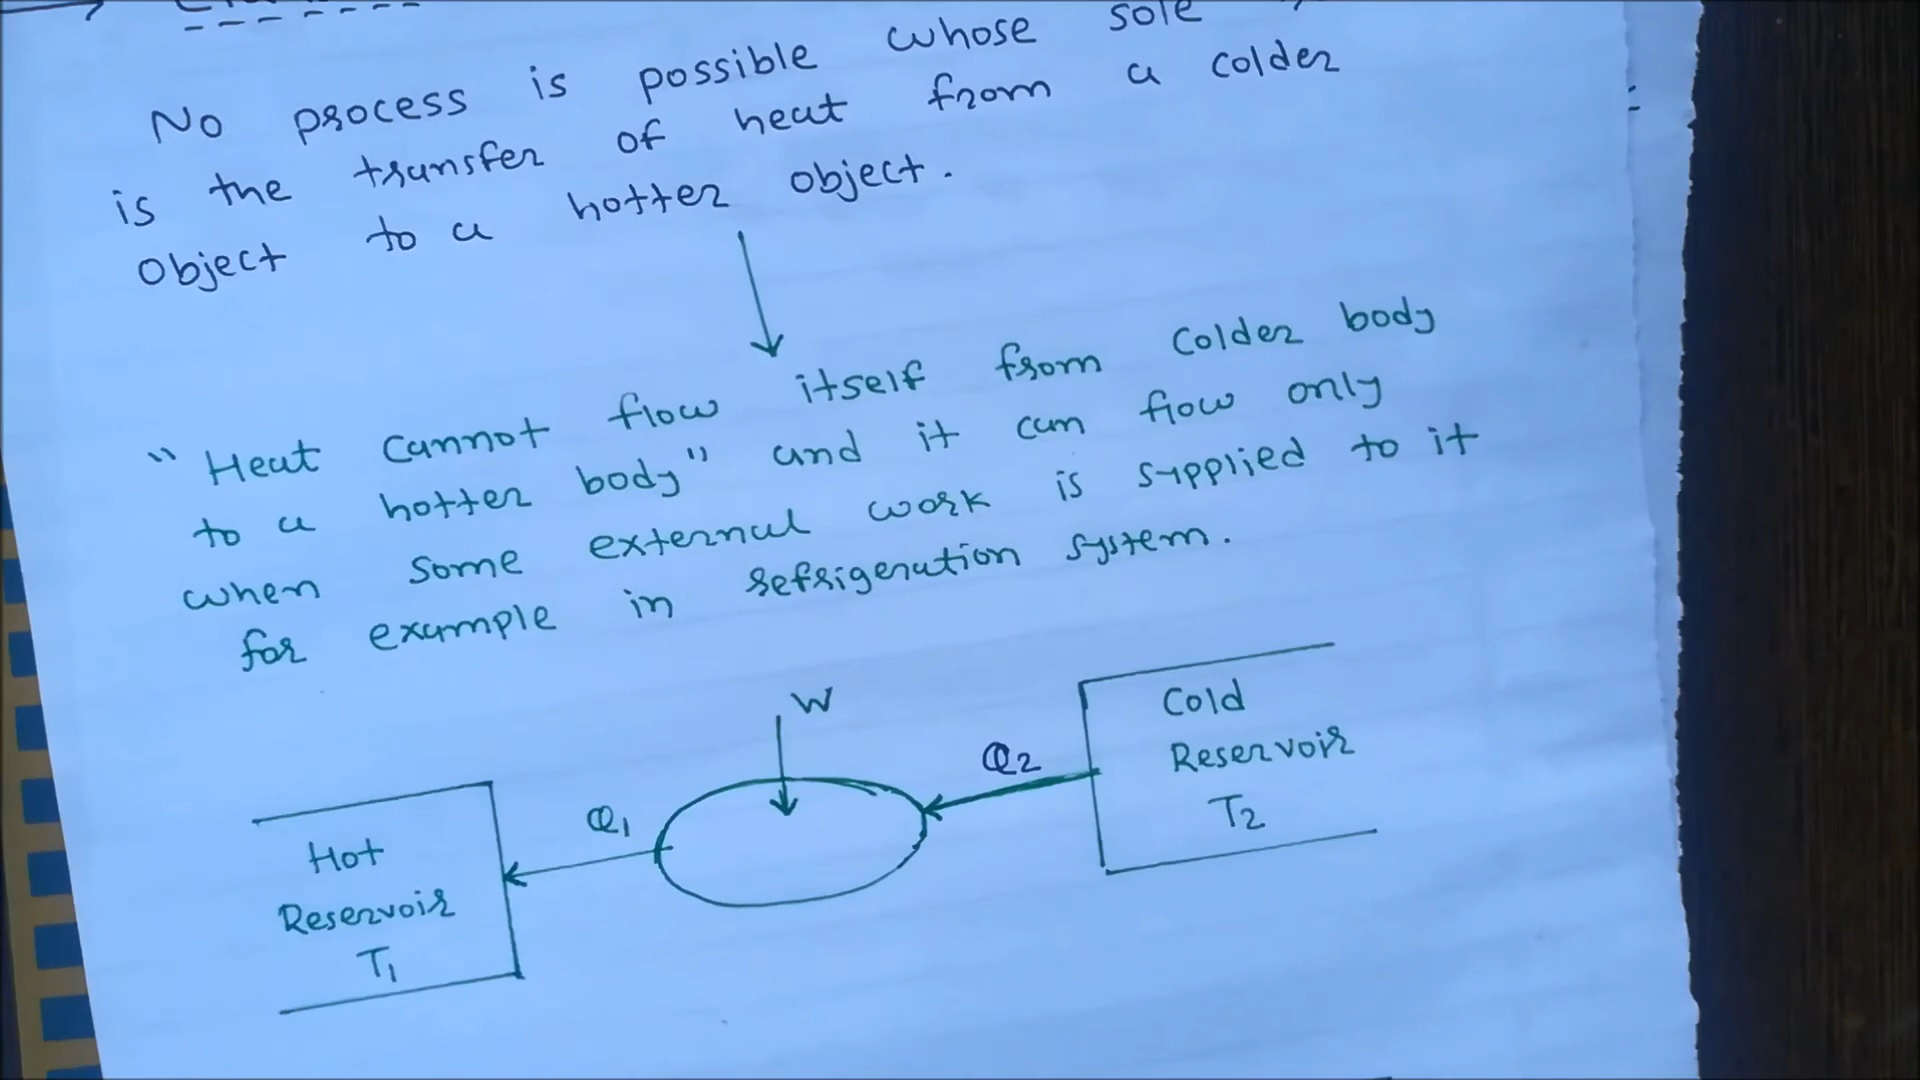 No process is possible whose sole
is the transfer of heat from a colder
object to a hotter object.
"Heat cannot flow itself from colder body
to a hotter body" and it can flow only
when some external work is supplied to it
for example in refrigeration system.
W
Q2
Cold
Reservoir
T2
Q1
Hot
Reservoir
T1